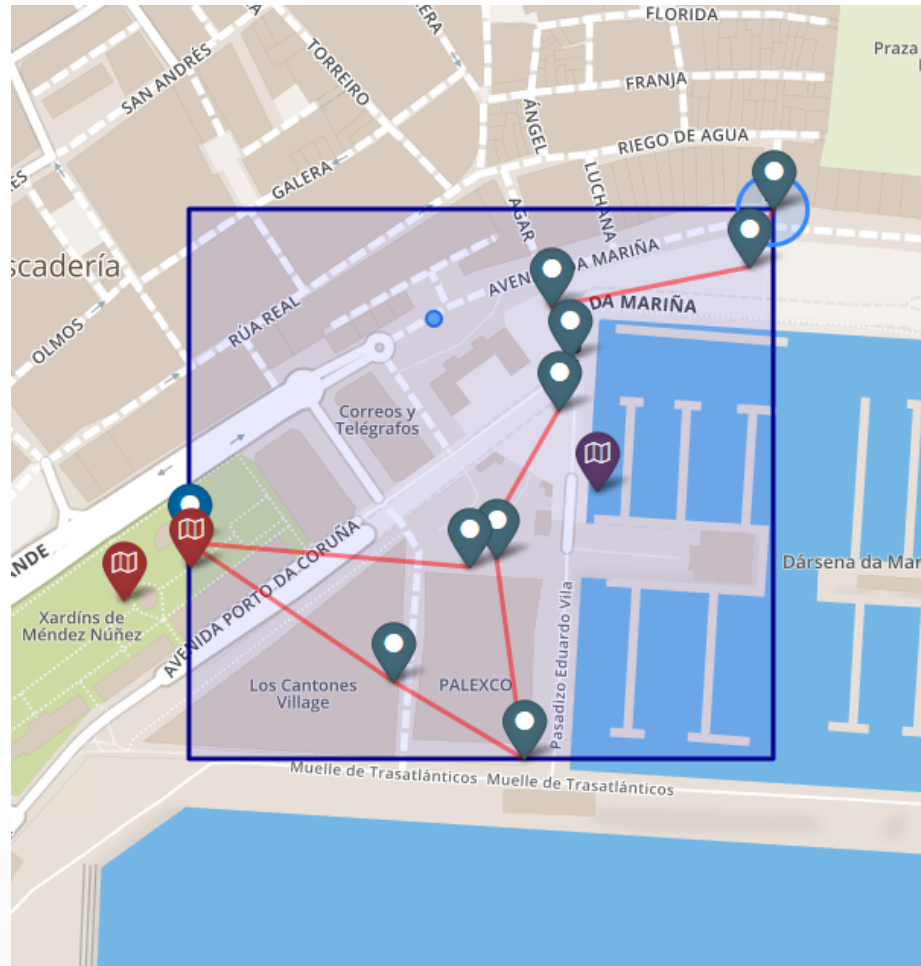 FLORIDA
Praza
SAN ANDRÉS
TORREIRO
FRANJA
ÁNGEL
RIEGO DE AGUA
GALERA
LUCHANA
AGAR
scadería
AVENIDA DA MARIÑA
DA MARIÑA
RÚA REAL
OLMOS
Correos y
Telégrafos
ANDE
AVENIDA PORTO DA CORUÑA
Dársena da Mar
Xardíns de
Méndez Núñez
Pasadizo Eduardo Vila
Los Cantones
Village
PALEXCO
Muelle de Trasatlánticos Muelle de Trasatlánticos